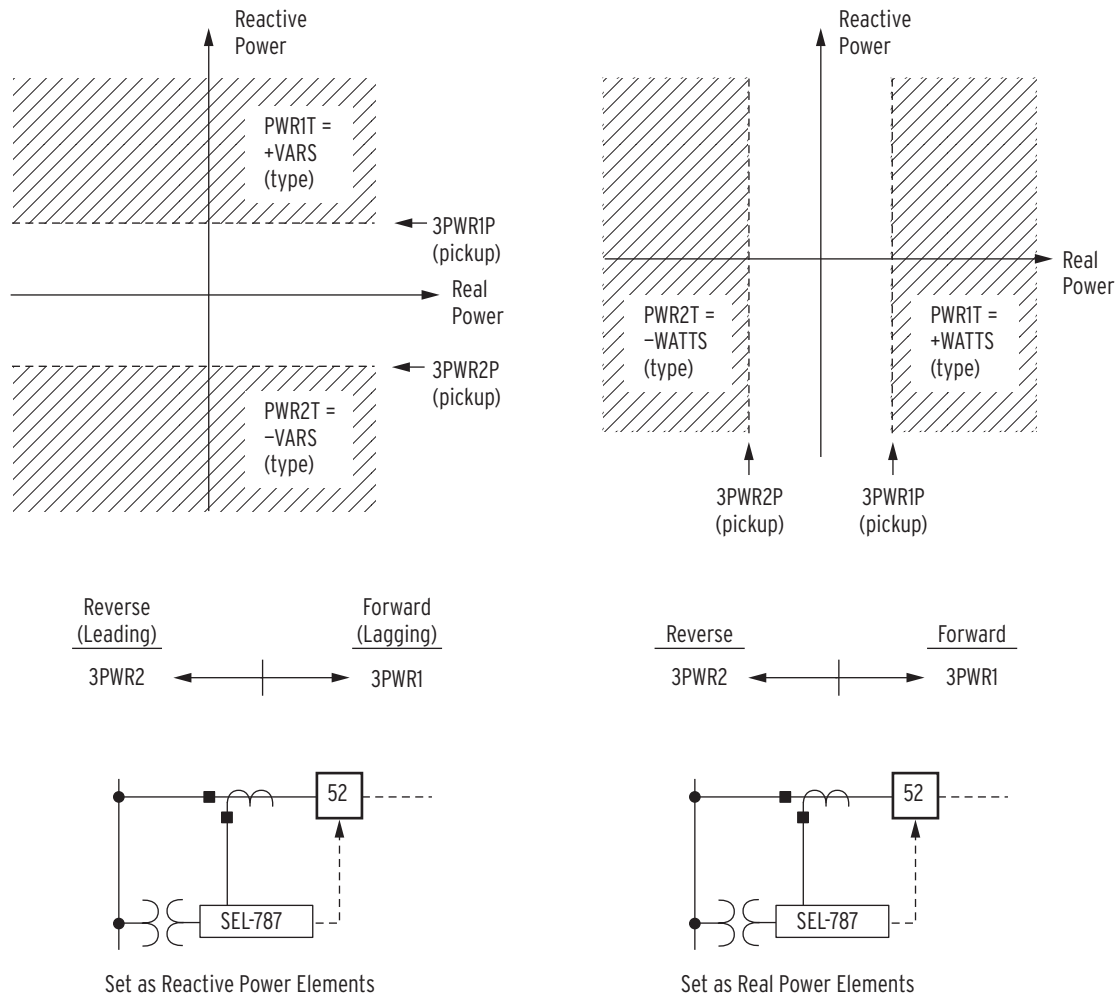 Reactive
Power
PWR1T =
+VARS
(type)
3PWR1P
(pickup)
Real
Power
3PWR2P
(pickup)
PWR2T =
–VARS
(type)
Reactive
Power
Real
Power
PWR2T =
–WATTS
(type)
PWR1T =
+WATTS
(type)
3PWR2P
(pickup)
3PWR1P
(pickup)
Reverse
(Leading)
Forward
(Lagging)
3PWR2
3PWR1
52
SEL-787
Set as Reactive Power Elements
Reverse
Forward
3PWR2
3PWR1
52
SEL-787
Set as Real Power Elements